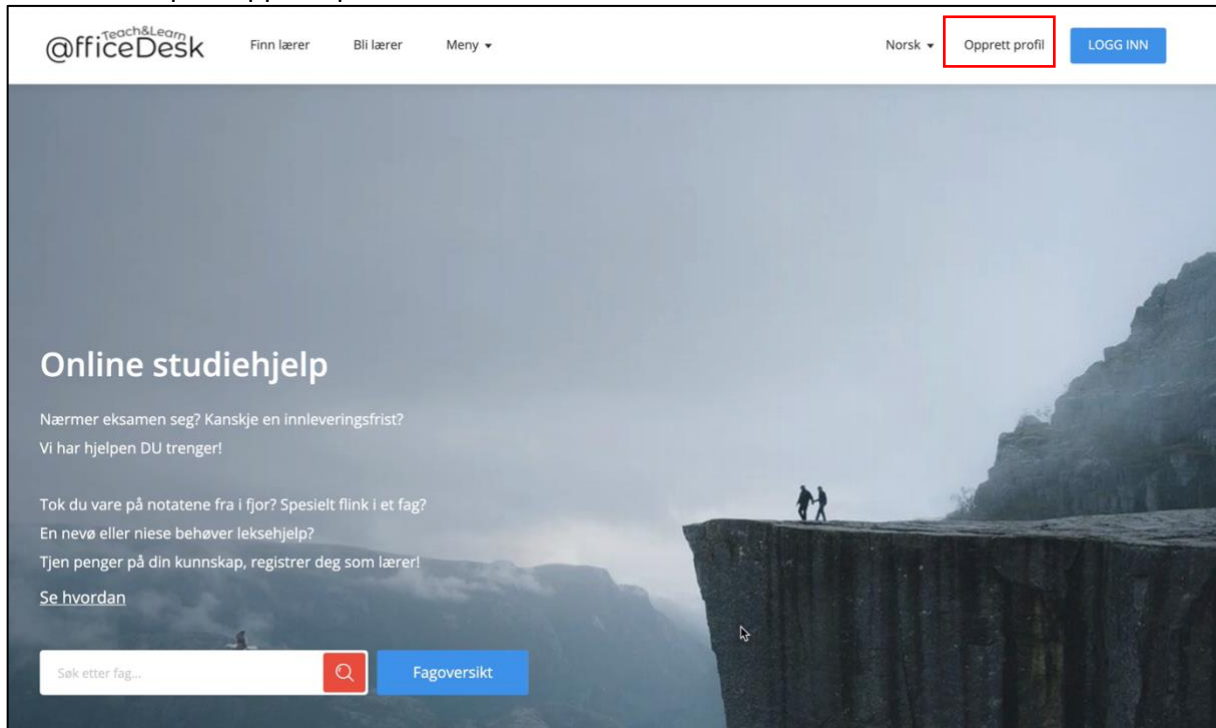 Teach&Learn
@fficeDesk
Finn lærer
Bli lærer
Meny
Norsk
Opprett profil
LOGG INN
Online studiehjelp
Nærmer eksamen seg? Kanskje en innleveringsfrist?
Vi har hjelpen DU trenger!
Tok du vare på notatene fra i fjor? Spesielt flink i et fag?
En nevø eller niese behøver leksehjelp?
Tjen penger på din kunnskap, registrer deg som lærer!
Se hvordan
Søk etter fag...
Fagoversikt